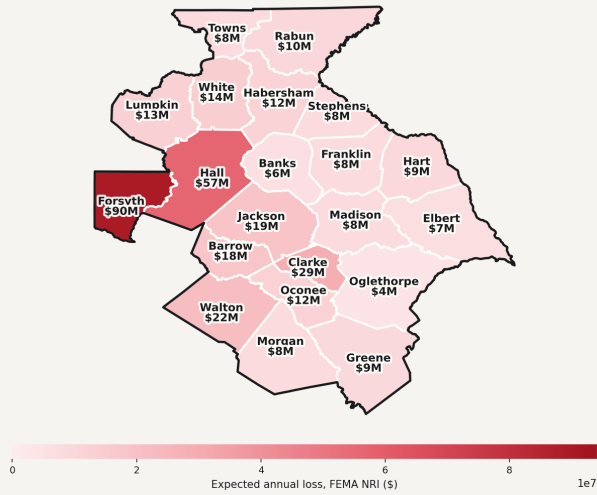 Towns
$8M
Rabun
$10M
White
$14M
Habersham
$12M
Lumpkin
$13M
Stephens
$8M
Hall
$57M
Banks
$6M
Franklin
$8M
Hart
$9M
Forsyth
$90M
Jackson
$19M
Madison
$8M
Elbert
$7M
Barrow
$18M
Clarke
$29M
Oconee
$12M
Oglethorpe
$4M
Walton
$22M
Morgan
$8M
Greene
$9M
0 2 4 6 8
1e7
Expected annual loss, FEMA NRI ($)